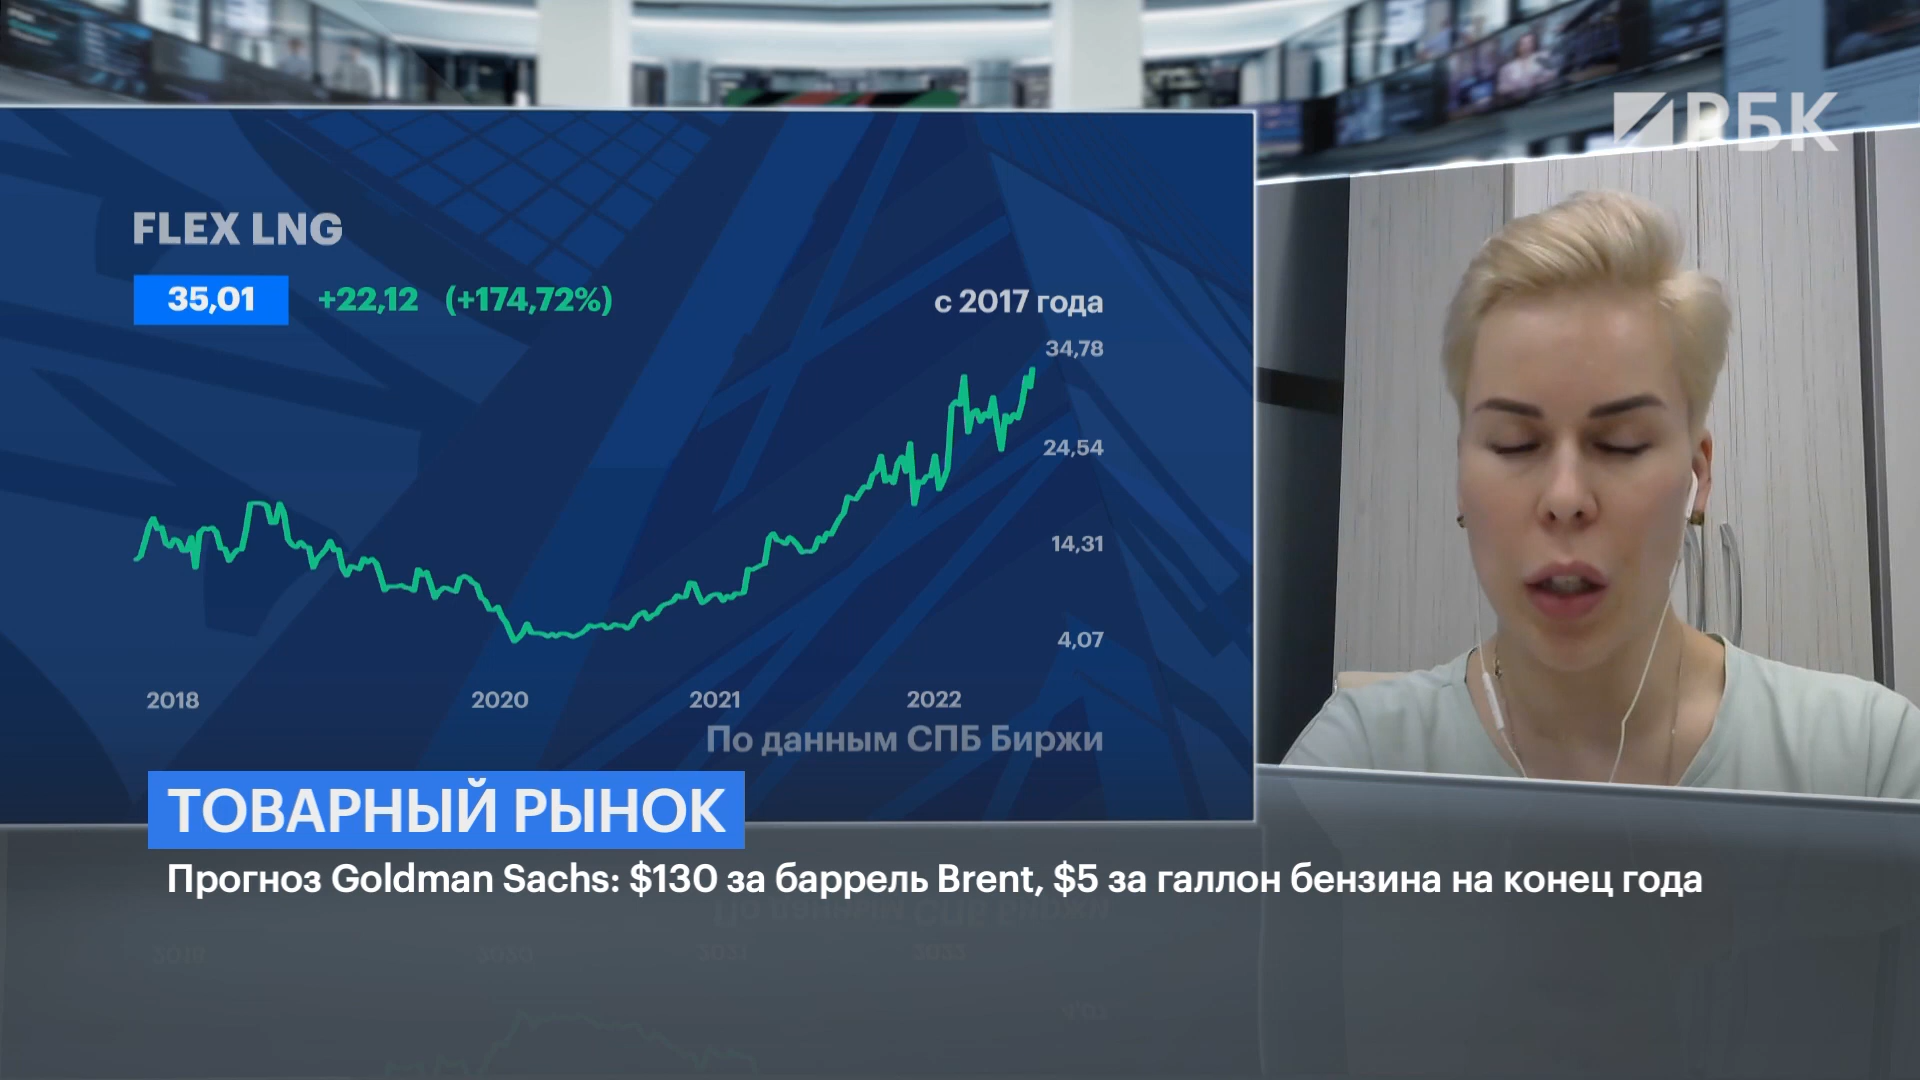 РБК
FLEX LNG
35,01 +22,12 (+174,72%)
с 2017 года
34,78
24,54
14,31
4,07
2018 2020 2021 2022
По данным СПБ Биржи
ТОВАРНЫЙ РЫНОК
Прогноз Goldman Sachs: $130 за баррель Brent, $5 за галлон бензина на конец года